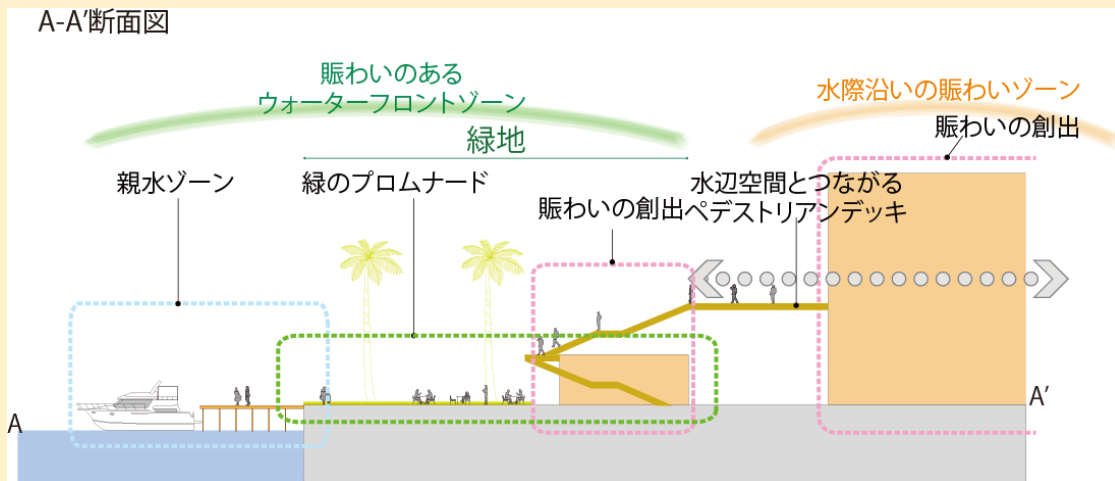 A-A’断面図
賑わいのある
ウォーターフロントゾーン
水際沿いの賑わいゾーン
緑地
賑わいの創出
親水ゾーン
緑のプロムナード
賑わいの創出
水辺空間とつながる
ペデストリアンデッキ
A
A’